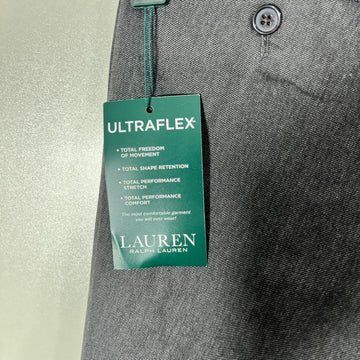 ULTRAFLEX
• TOTAL FREEDOM
OF MOVEMENT
• TOTAL SHAPE RETENTION
• TOTAL PERFORMANCE
STRETCH
• TOTAL PERFORMANCE
COMFORT
The most comfortable garment
you will ever wear!
LAUREN
RALPH LAUREN